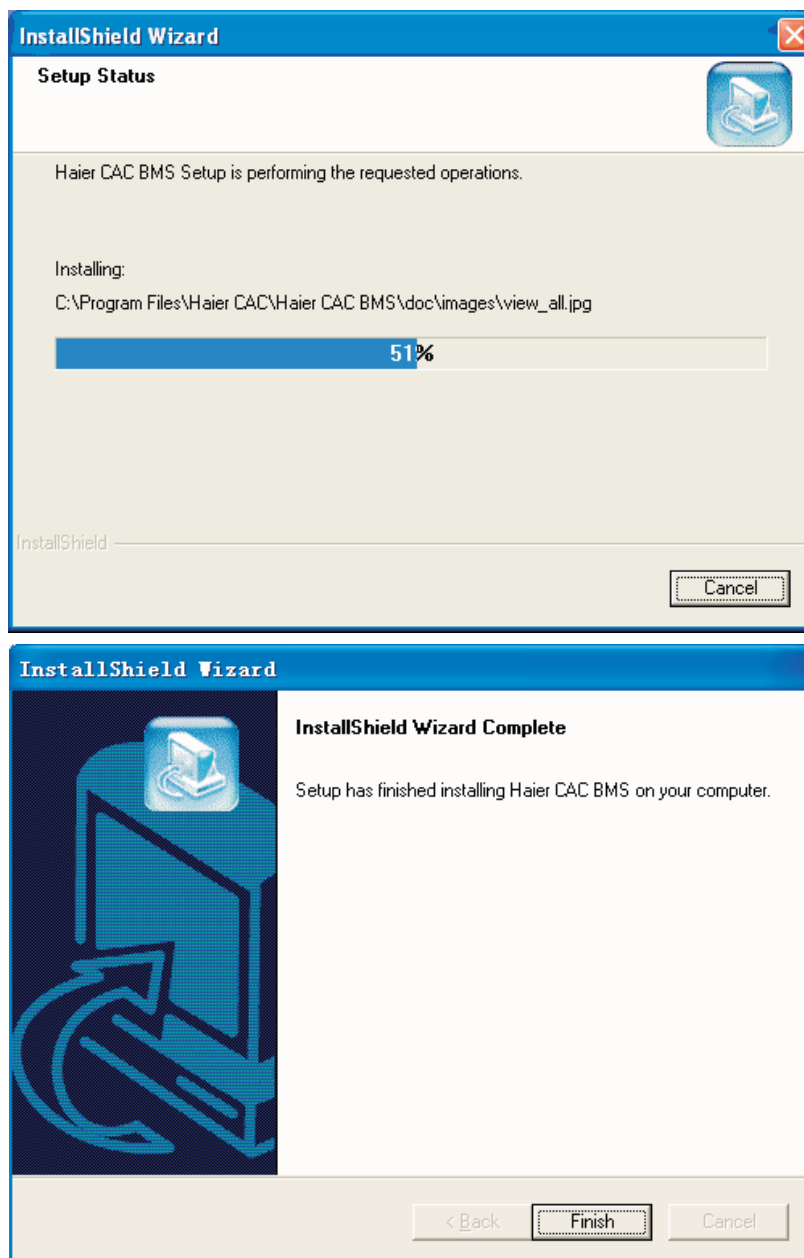 InstallShield Wizard
Setup Status
Haier CAC BMS Setup is performing the requested operations.
Installing:
C:\Program Files\Haier CAC\Haier CAC BMS\doc\images\view_all.jpg
51%
InstallShield
Cancel
InstallShield Wizard
InstallShield Wizard Complete
Setup has finished installing Haier CAC BMS on your computer.
< Back Finish Cancel